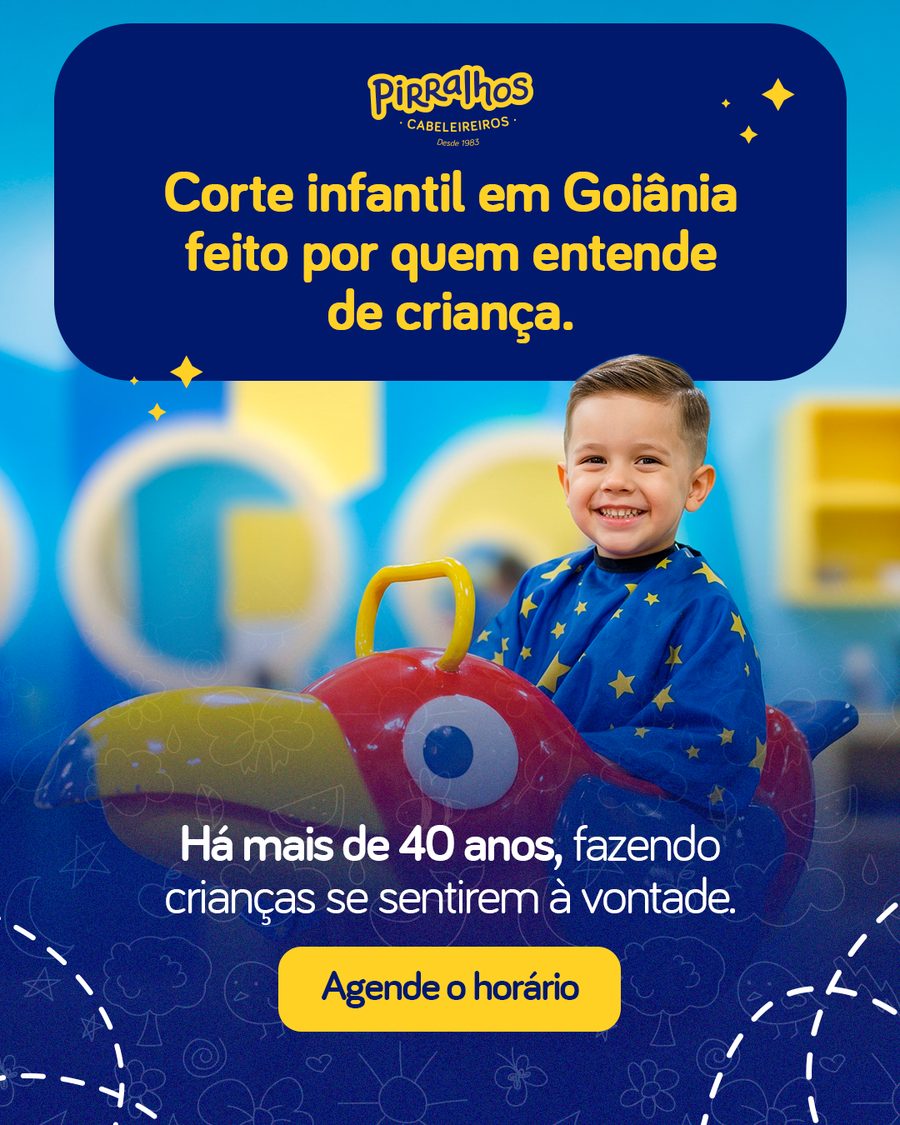 Pirralhos
· CABELEIREIROS ·
Desde 1983
Corte infantil em Goiânia
feito por quem entende
de criança.
Há mais de 40 anos, fazendo
crianças se sentirem à vontade.
Agende o horário